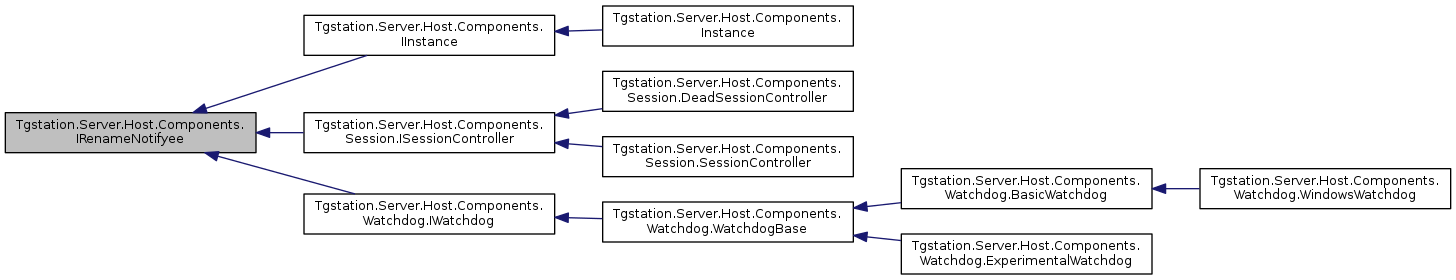 Tgstation.Server.Host.Components.
IRenameNotifyee
Tgstation.Server.Host.Components.
IInstance
Tgstation.Server.Host.Components.
Instance
Tgstation.Server.Host.Components.
Session.ISessionController
Tgstation.Server.Host.Components.
Session.DeadSessionController
Tgstation.Server.Host.Components.
Session.SessionController
Tgstation.Server.Host.Components.
Watchdog.IWatchdog
Tgstation.Server.Host.Components.
Watchdog.WatchdogBase
Tgstation.Server.Host.Components.
Watchdog.BasicWatchdog
Tgstation.Server.Host.Components.
Watchdog.WindowsWatchdog
Tgstation.Server.Host.Components.
Watchdog.ExperimentalWatchdog